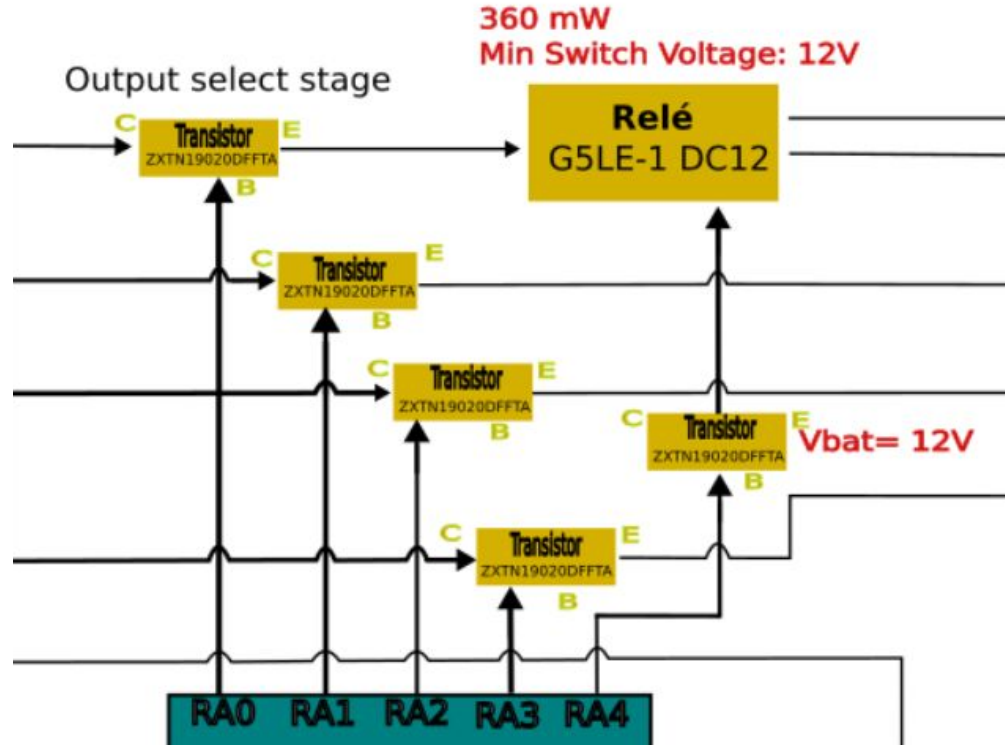 360 mW
Min Switch Voltage: 12V
Output select stage
C
Transistor
ZXTN19020DFFTA
E
B
Relé
G5LE-1 DC12
C
Transistor
ZXTN19020DFFTA
E
B
C
Transistor
ZXTN19020DFFTA
E
B
C
Transistor
ZXTN19020DFFTA
E
B
Vbat= 12V
C
Transistor
ZXTN19020DFFTA
E
B
RA0 RA1 RA2 RA3 RA4